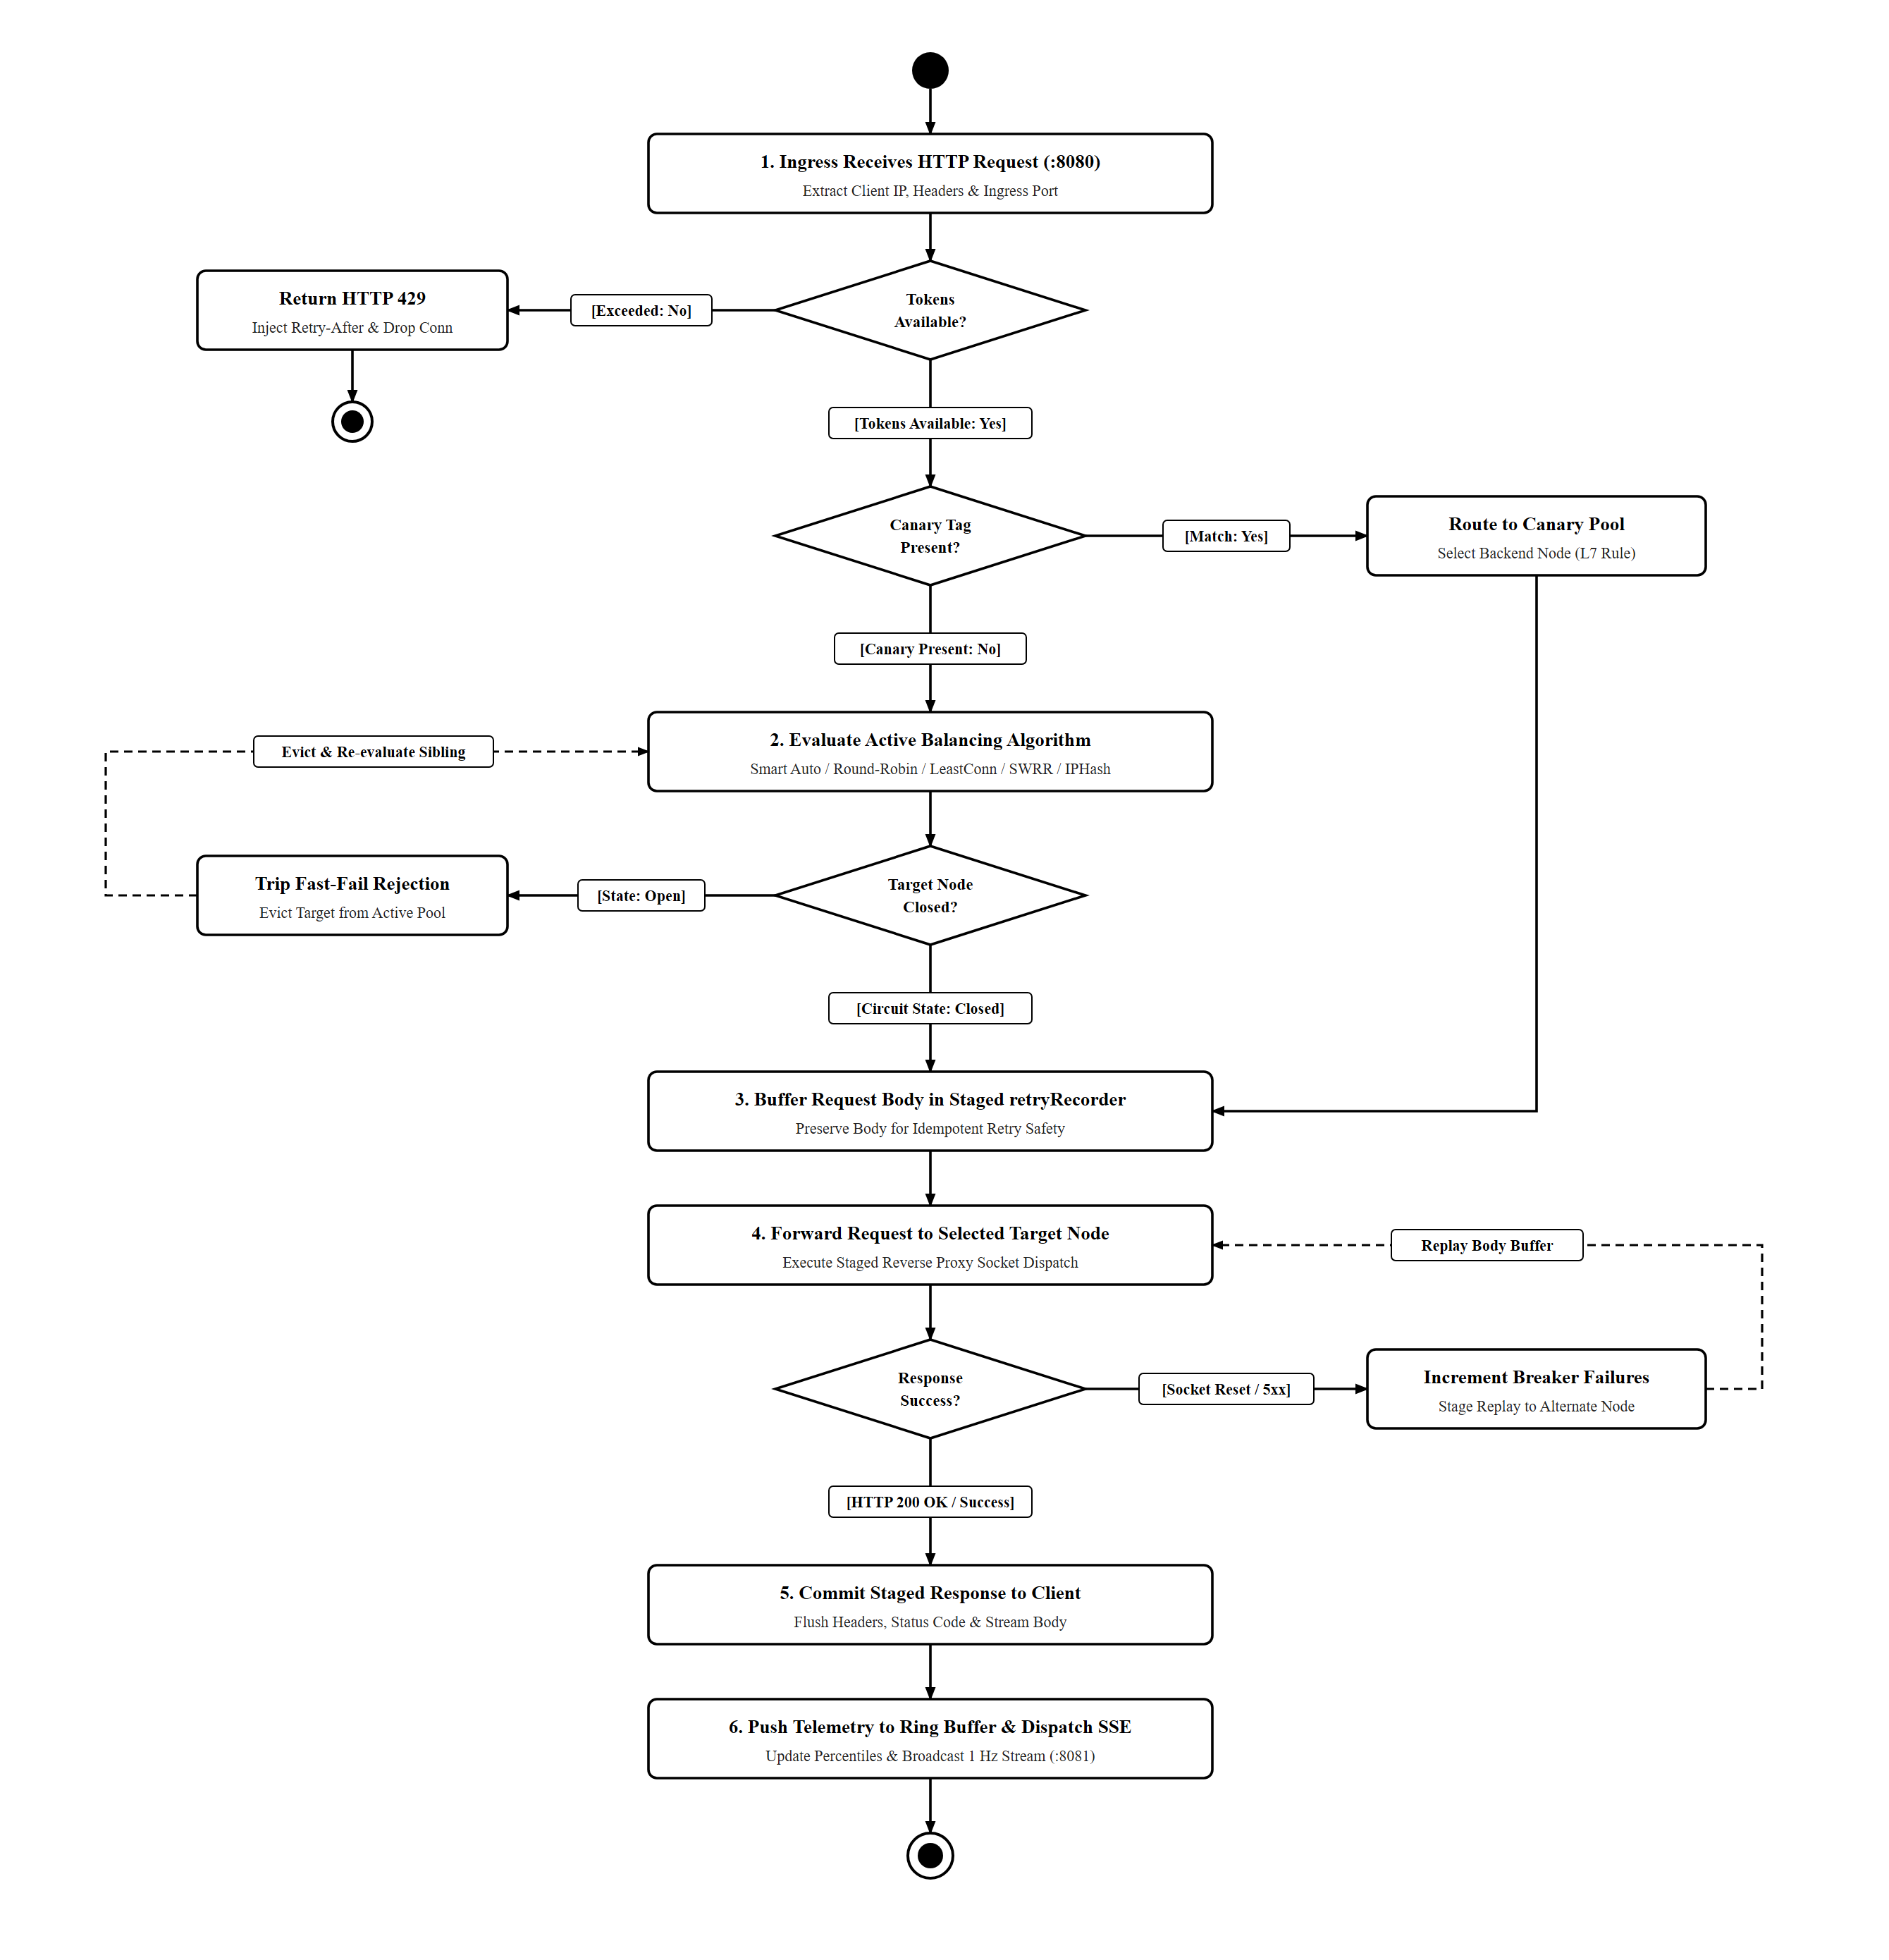 1. Ingress Receives HTTP Request (:8080)
Extract Client IP, Headers & Ingress Port
Tokens
Available?
[Exceeded: No]
Return HTTP 429
Inject Retry-After & Drop Conn
[Tokens Available: Yes]
Canary Tag
Present?
[Match: Yes]
Route to Canary Pool
Select Backend Node (L7 Rule)
[Canary Present: No]
2. Evaluate Active Balancing Algorithm
Smart Auto / Round-Robin / LeastConn / SWRR / IPHash
Evict & Re-evaluate Sibling
Target Node
Closed?
[State: Open]
Trip Fast-Fail Rejection
Evict Target from Active Pool
[Circuit State: Closed]
3. Buffer Request Body in Staged retryRecorder
Preserve Body for Idempotent Retry Safety
4. Forward Request to Selected Target Node
Execute Staged Reverse Proxy Socket Dispatch
Replay Body Buffer
Response
Success?
[Socket Reset / 5xx]
Increment Breaker Failures
Stage Replay to Alternate Node
[HTTP 200 OK / Success]
5. Commit Staged Response to Client
Flush Headers, Status Code & Stream Body
6. Push Telemetry to Ring Buffer & Dispatch SSE
Update Percentiles & Broadcast 1 Hz Stream (:8081)